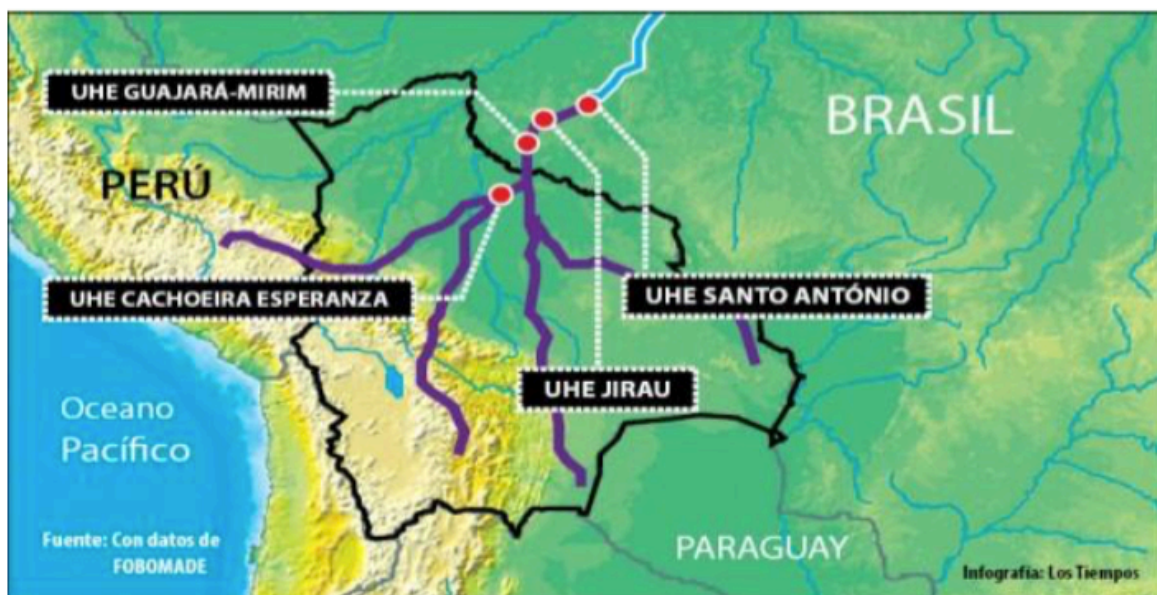 UHE GUAJARÁ-MIRIM
BRASIL
PERÚ
UHE CACHOEIRA ESPERANZA
UHE SANTO ANTÓNIO
UHE JIRAU
Oceano
Pacífico
PARAGUAY
Fuente: Con datos de
FOBOMADE
Infografía: Los Tiempos